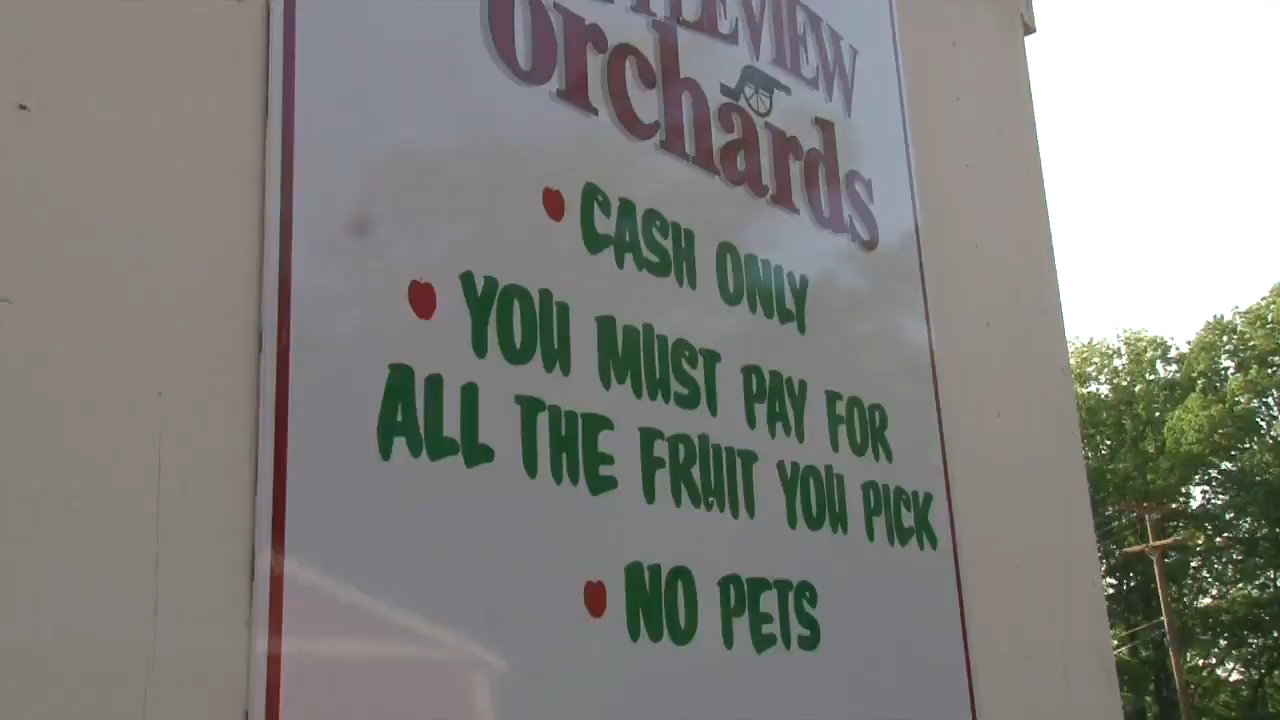 Orchards
CASH ONLY
YOU MUST PAY FOR
ALL THE FRUIT YOU PICK
NO PETS